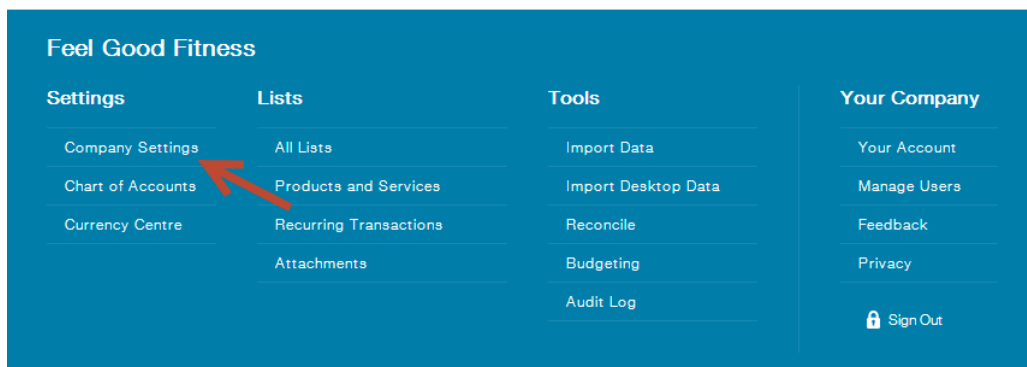 Feel Good Fitness
Settings
Company Settings
Chart of Accounts
Currency Centre
Lists
All Lists
Products and Services
Recurring Transactions
Attachments
Tools
Import Data
Import Desktop Data
Reconcile
Budgeting
Audit Log
Your Company
Your Account
Manage Users
Feedback
Privacy
Sign Out